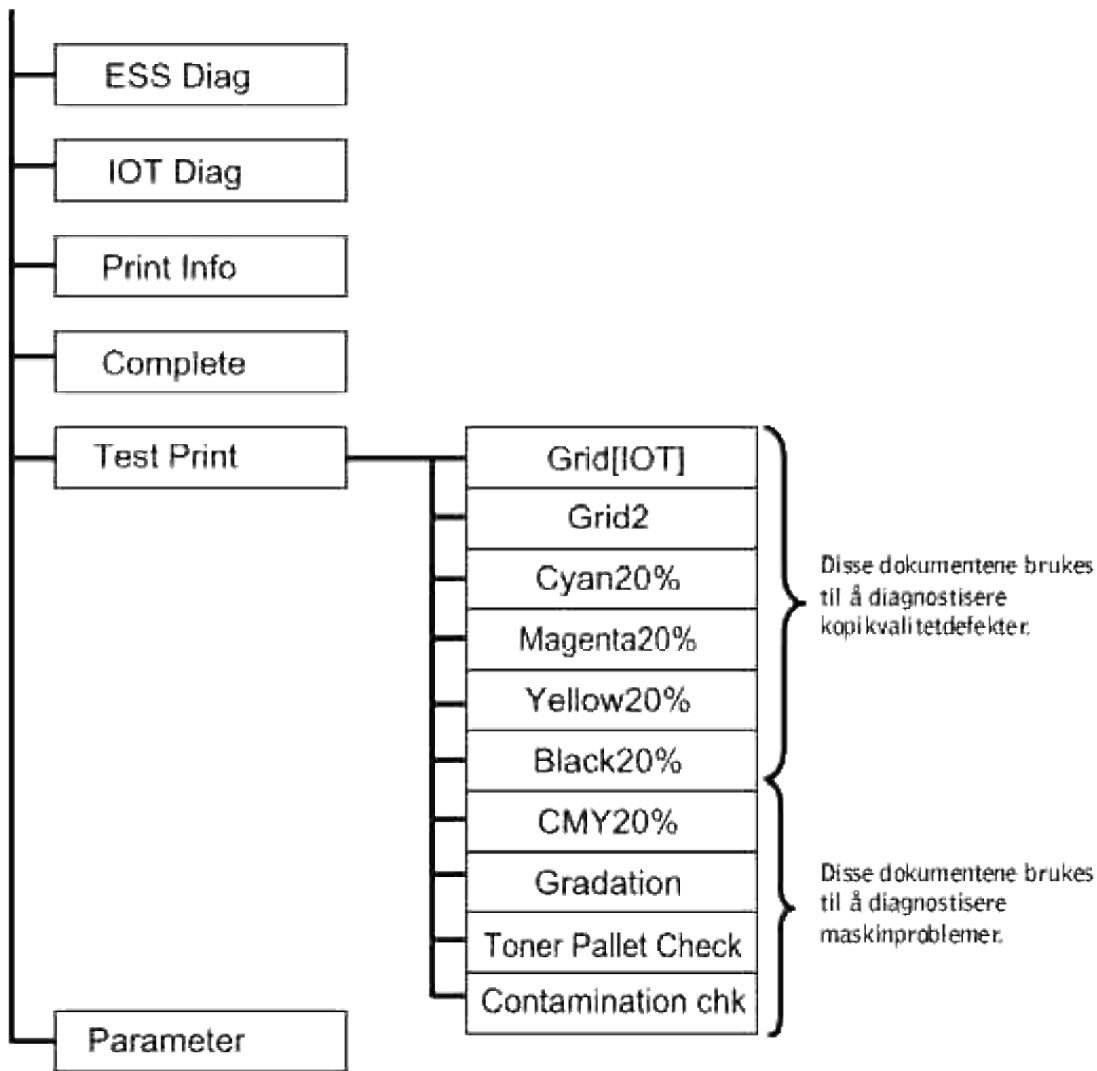 ESS Diag
IOT Diag
Print Info
Complete
Test Print
Grid[IOT]
Grid2
Cyan20%
Magenta20%
Yellow20%
Black20%
CMY20%
Gradation
Toner Pallet Check
Contamination chk
Disse dokumentene brukes
til å diagnostisere
kopikvalitetdefekter.
Disse dokumentene brukes
til å diagnostisere
maskinproblemer.
Parameter